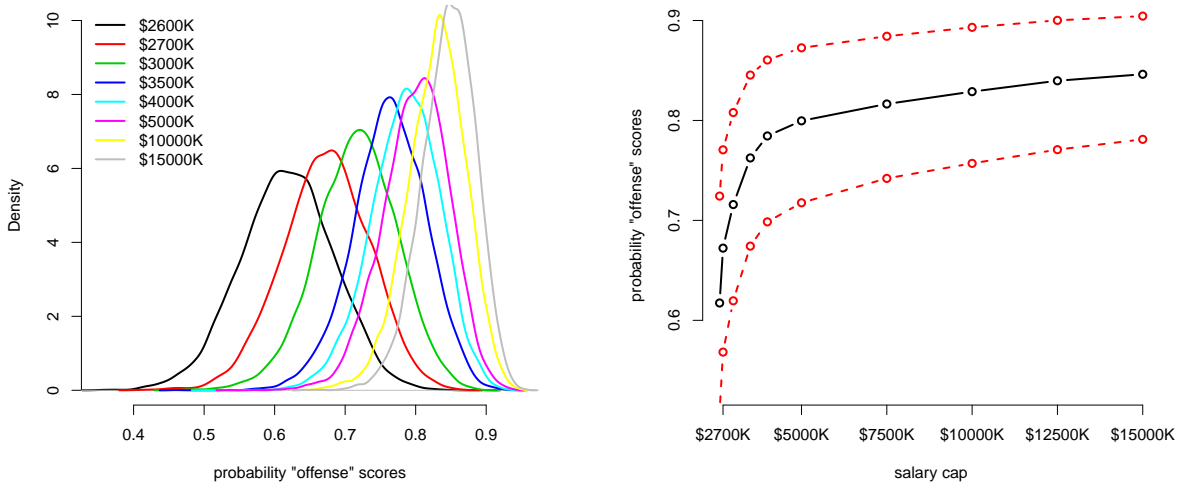 $2600K
$2700K
$3000K
$3500K
$4000K
$5000K
$10000K
$15000K
Density
0
2
4
6
8
10
0.4 0.5 0.6 0.7 0.8 0.9
probability "offense" scores
probability "offense" scores
0.6
0.7
0.8
0.9
$2700K $5000K $7500K $10000K $12500K $15000K
salary cap